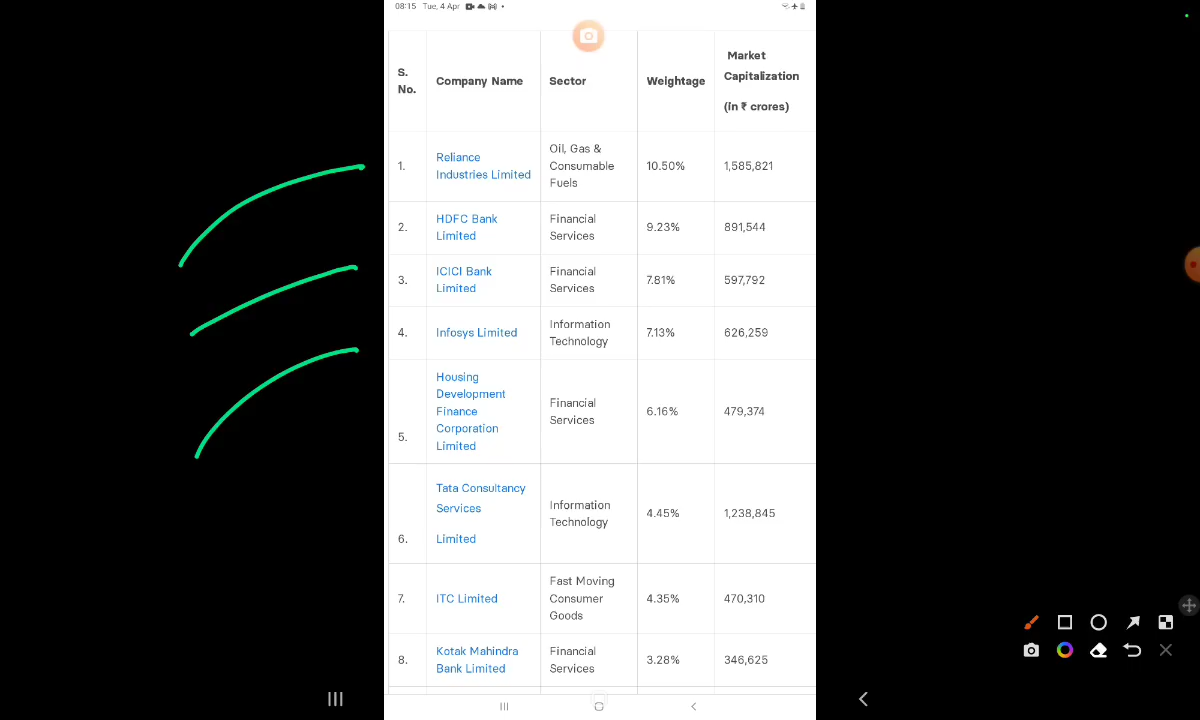 08:15 Tue, 4 Apr
S. No.
Company Name
Sector
Weightage
Market Capitalization (in ₹ crores)
1.
Reliance Industries Limited
Oil, Gas & Consumable Fuels
10.50%
1,585,821
2.
HDFC Bank Limited
Financial Services
9.23%
891,544
3.
ICICI Bank Limited
Financial Services
7.81%
597,792
4.
Infosys Limited
Information Technology
7.13%
626,259
5.
Housing Development Finance Corporation Limited
Financial Services
6.16%
479,374
6.
Tata Consultancy Services Limited
Information Technology
4.45%
1,238,845
7.
ITC Limited
Fast Moving Consumer Goods
4.35%
470,310
8.
Kotak Mahindra Bank Limited
Financial Services
3.28%
346,625